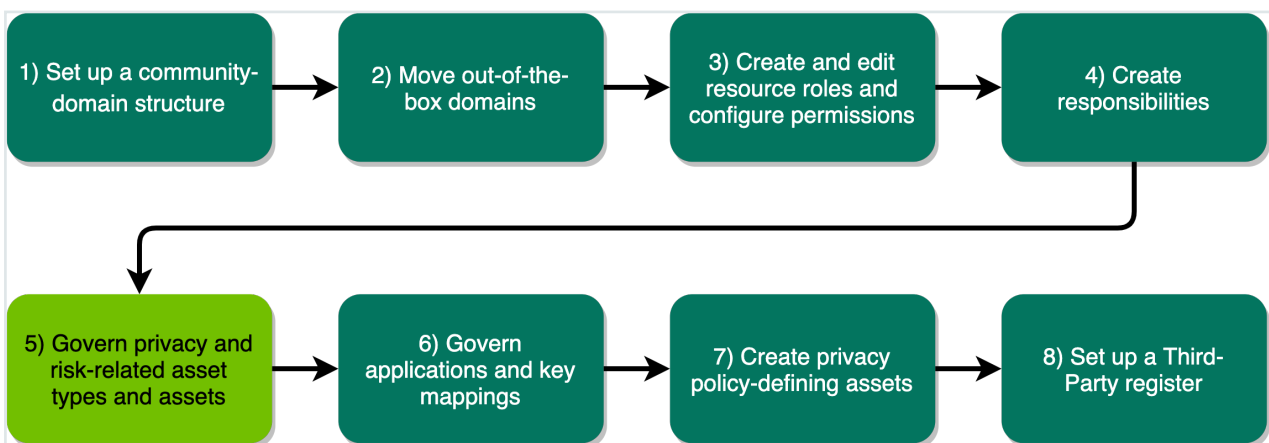 1) Set up a community-
domain structure
2) Move out-of-the-
box domains
3) Create and edit
resource roles and
configure permissions
4) Create
responsibilities
5) Govern privacy and
risk-related asset
types and assets
6) Govern
applications and key
mappings
7) Create privacy
policy-defining assets
8) Set up a Third-
Party register